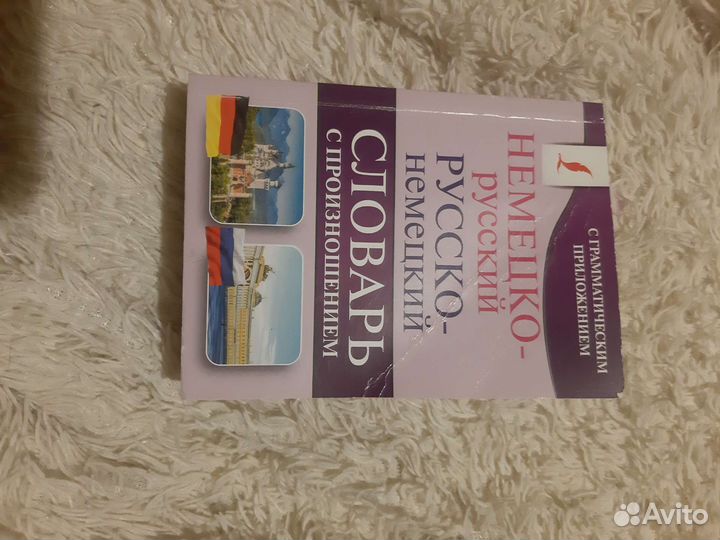 С ГРАММАТИЧЕСКИМ
ПРИЛОЖЕНИЕМ
НЕМЕЦКО-
русский
РУССКО-
немецкий
СЛОВАРЬ
С ПРОИЗНОШЕНИЕМ
Avito